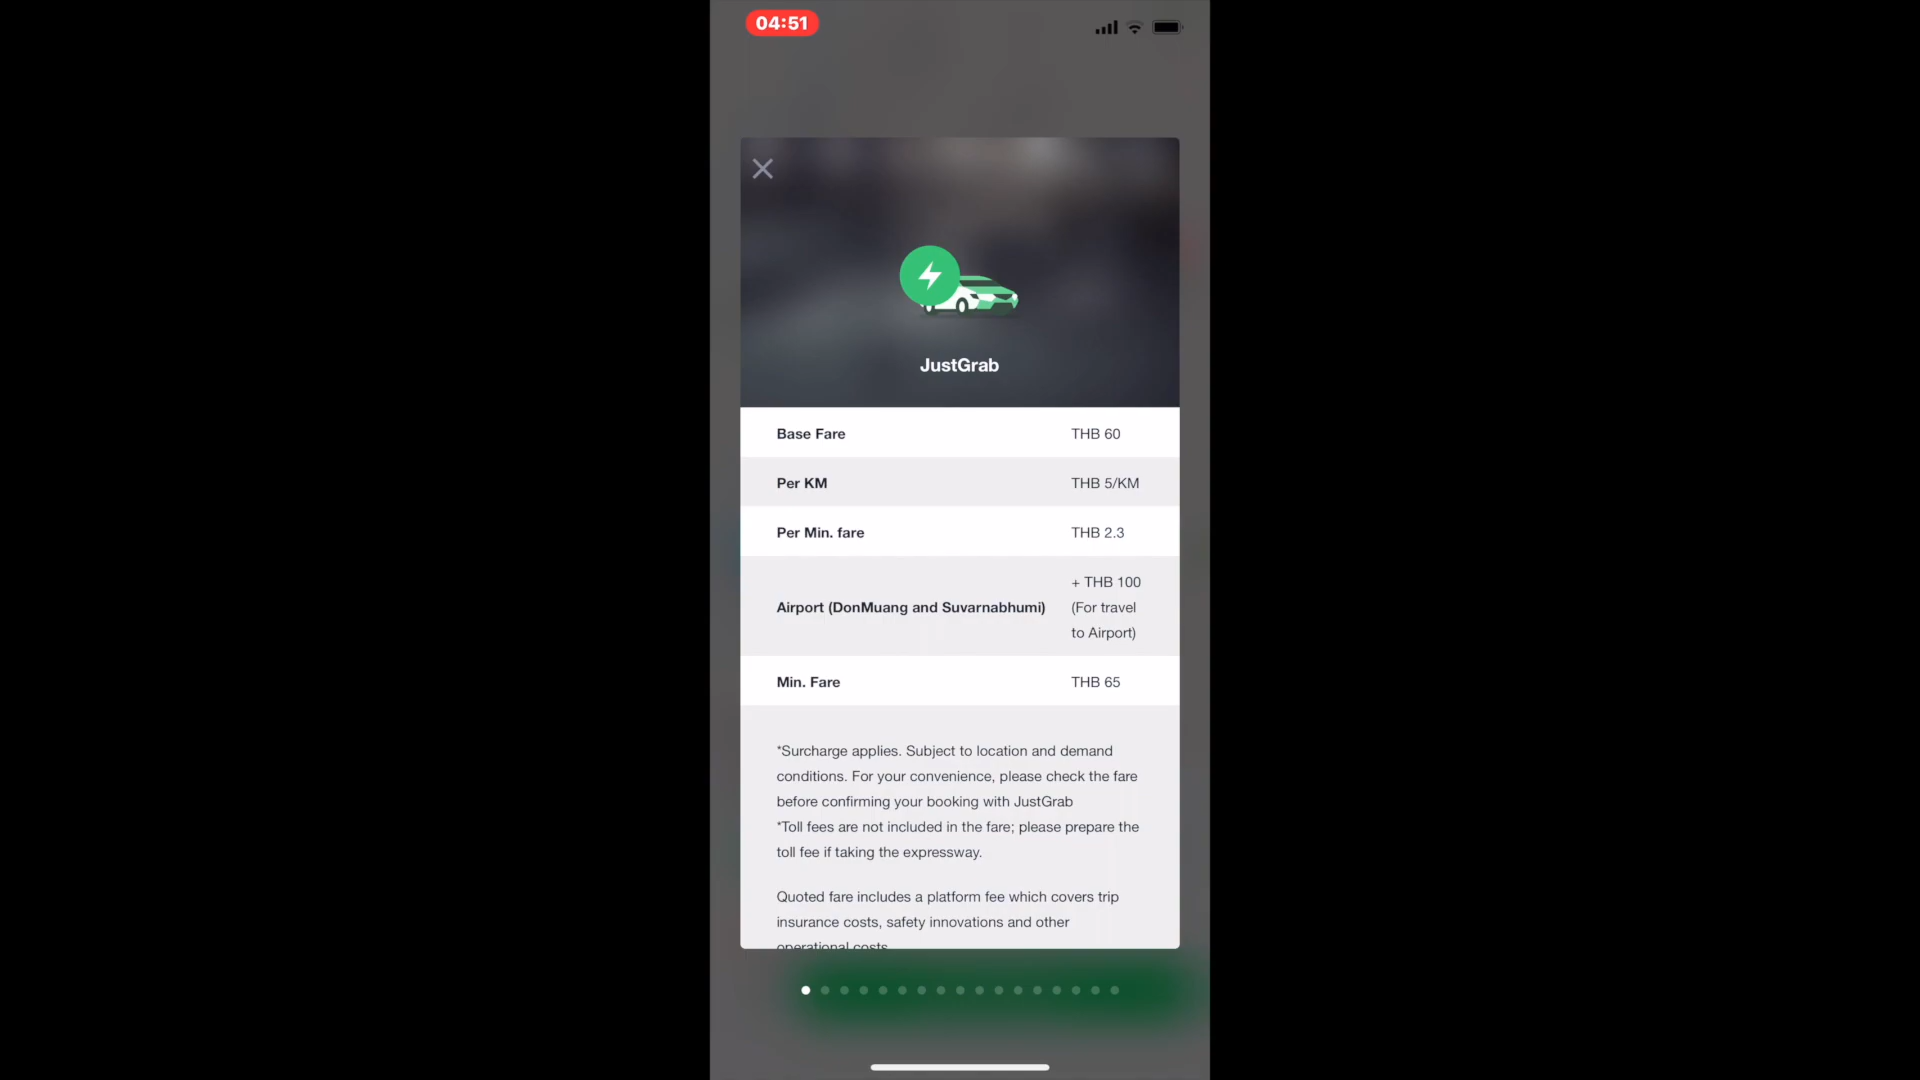 04:51
JustGrab
Base Fare THB 60
Per KM THB 5/KM
Per Min. fare THB 2.3
Airport (DonMuang and Suvarnabhumi) + THB 100
(For travel
to Airport)
Min. Fare THB 65
*Surcharge applies. Subject to location and demand
conditions. For your convenience, please check the fare
before confirming your booking with JustGrab
*Toll fees are not included in the fare; please prepare the
toll fee if taking the expressway.
Quoted fare includes a platform fee which covers trip
insurance costs, safety innovations and other
operational costs